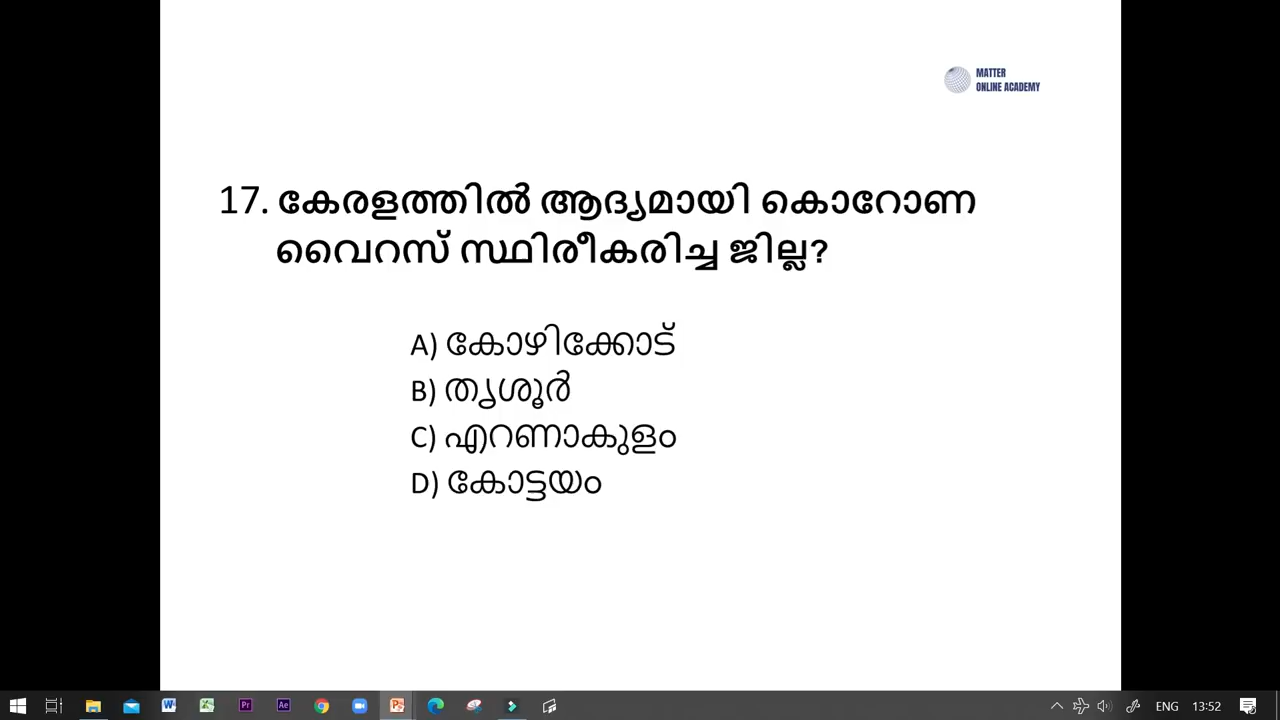 MATTER
ONLINE ACADEMY
17. കേരളത്തിൽ ആദ്യമായി കൊറോണ
വൈറസ് സ്ഥിരീകരിച്ച ജില്ല?
A) കോഴിക്കോട്
B) തൃശൂർ
C) എറണാകുളം
D) കോട്ടയം
ENG 13:52